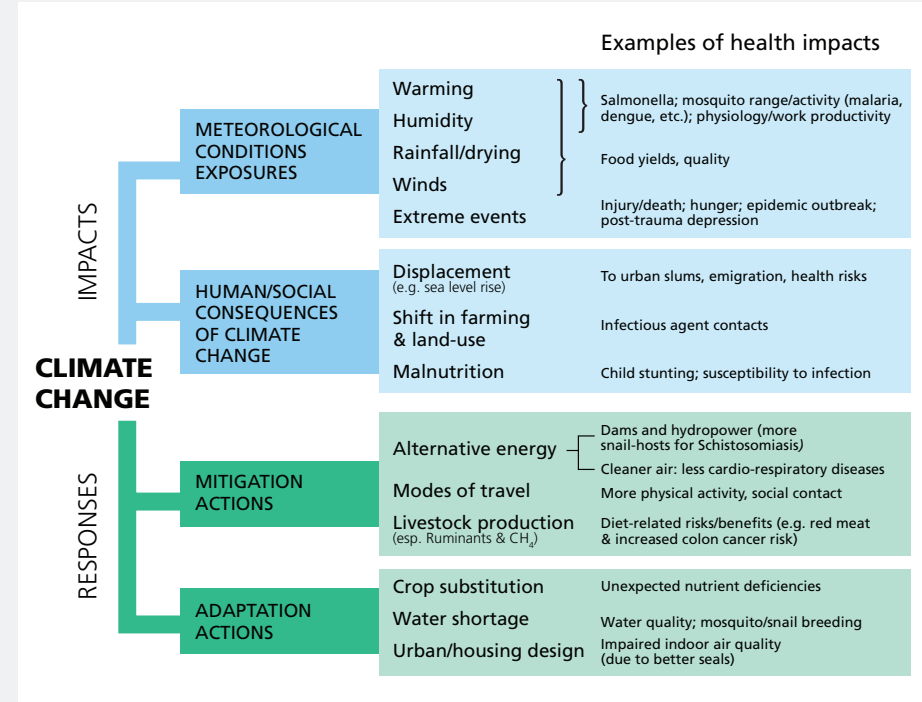 Examples of health impacts
IMPACTS
CLIMATE
CHANGE
RESPONSES
METEOROLOGICAL
CONDITIONS
EXPOSURES
Warming
Humidity
Rainfall/drying
Winds
Extreme events
Salmonella; mosquito range/activity (malaria,
dengue, etc.); physiology/work productivity
Food yields, quality
Injury/death; hunger; epidemic outbreak;
post-trauma depression
HUMAN/SOCIAL
CONSEQUENCES
OF CLIMATE
CHANGE
Displacement
(e.g. sea level rise)
To urban slums, emigration, health risks
Shift in farming
& land-use
Infectious agent contacts
Malnutrition
Child stunting; susceptibility to infection
MITIGATION
ACTIONS
Alternative energy
Dams and hydropower (more
snail-hosts for Schistosomiasis)
Cleaner air: less cardio-respiratory diseases
Modes of travel
More physical activity, social contact
Livestock production
(esp. Ruminants & CH₄)
Diet-related risks/benefits (e.g. red meat
& increased colon cancer risk)
ADAPTATION
ACTIONS
Crop substitution
Unexpected nutrient deficiencies
Water shortage
Water quality; mosquito/snail breeding
Urban/housing design
Impaired indoor air quality
(due to better seals)